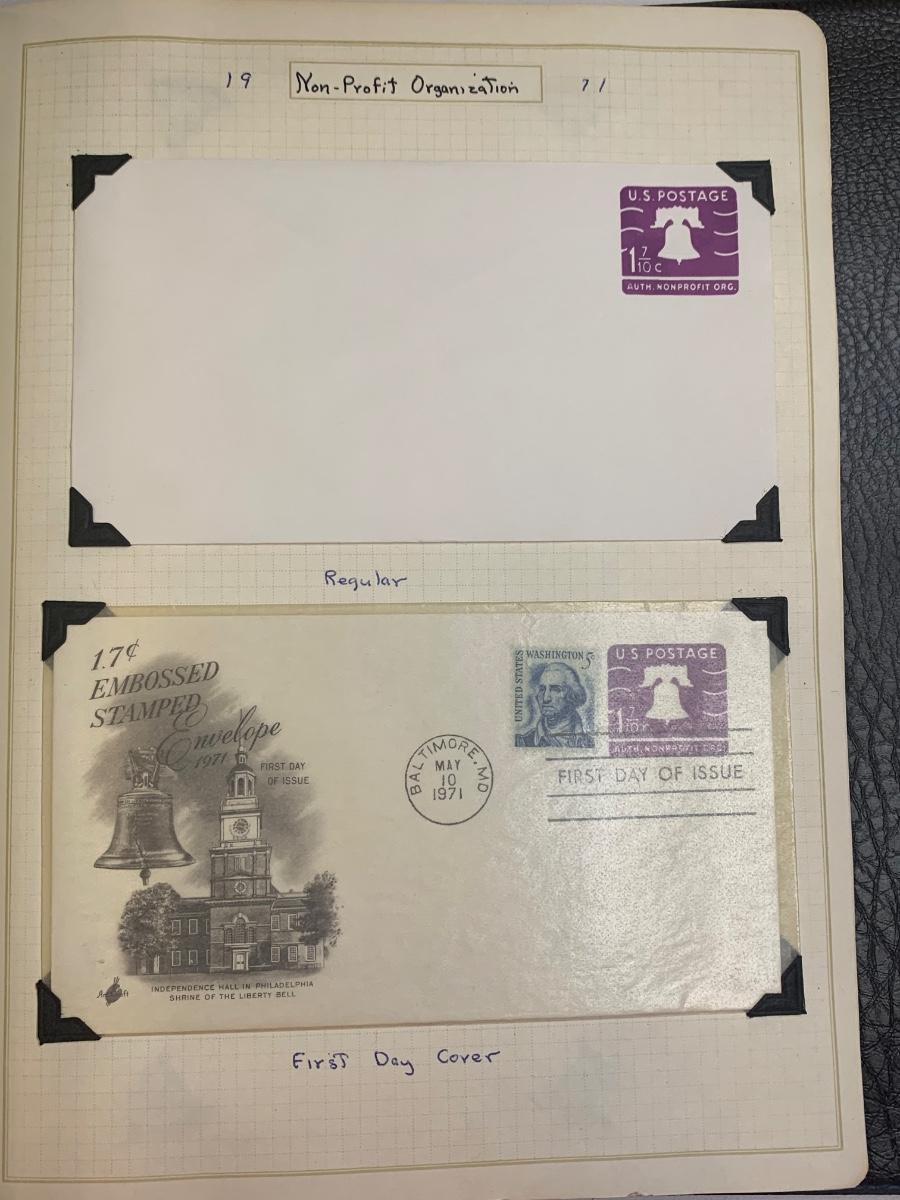 19 Non-Profit Organization 71
U.S. POSTAGE
1 7/10 c
AUTH. NONPROFIT ORG.
Regular
1.7¢
EMBOSSED
STAMPED
Envelope
1971
FIRST DAY
OF ISSUE
UNITED STATES
WASHINGTON 5c
U.S. POSTAGE
1 7/10 c
AUTH. NONPROFIT ORG.
BALTIMORE, MD
MAY
10
1971
FIRST DAY OF ISSUE
INDEPENDENCE HALL IN PHILADELPHIA
SHRINE OF THE LIBERTY BELL
ArtCraft
First Day Cover